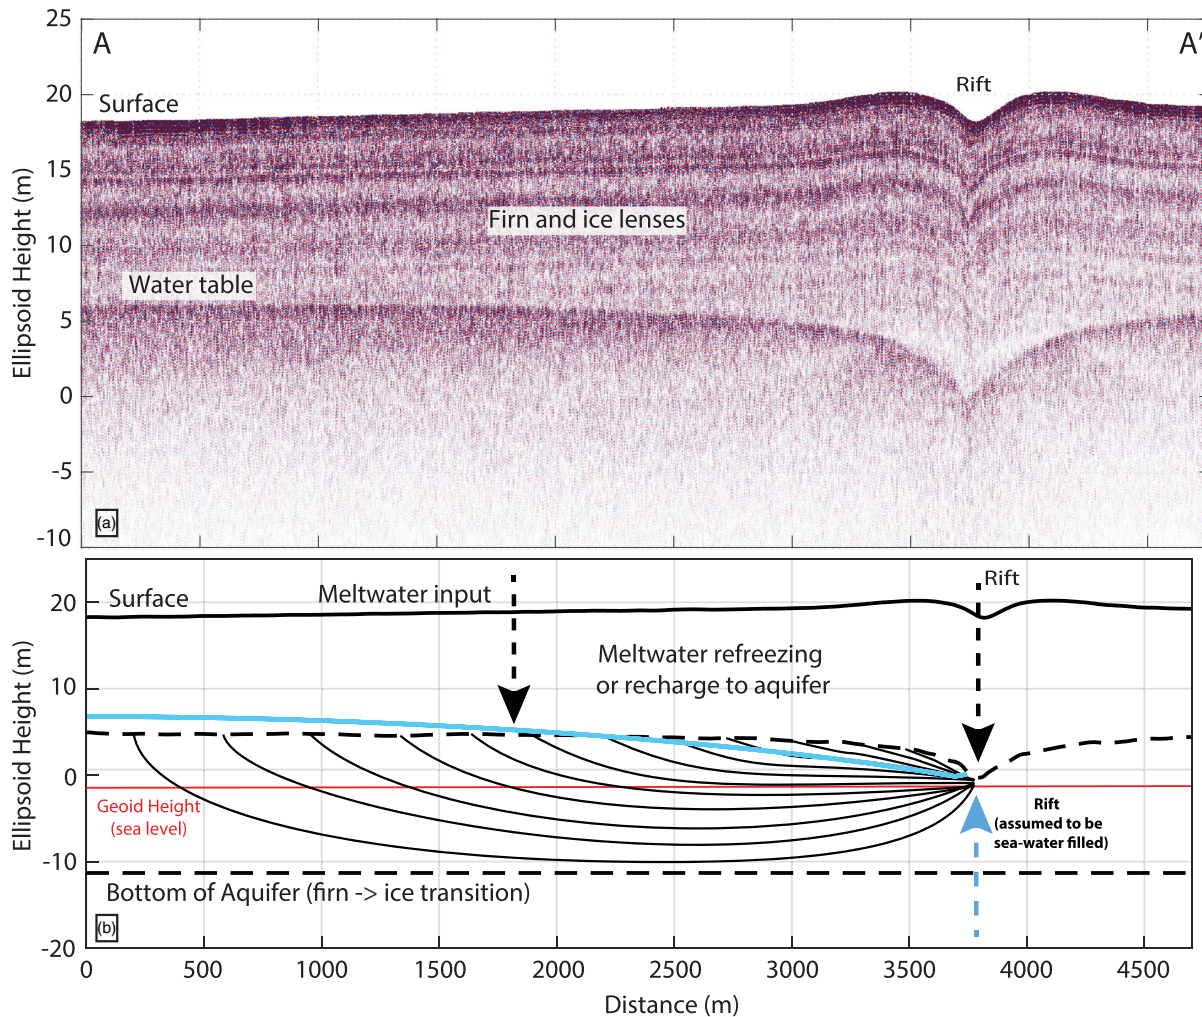 25
A
A'
Rift
20
Surface
15
Firn and ice lenses
10
Water table
5
0
-5
-10
(a)
Ellipsoid Height (m)
Rift
Meltwater input
Surface
20
Meltwater refreezing
or recharge to aquifer
10
0
Geoid Height
(sea level)
Rift
(assumed to be
sea-water filled)
-10
Bottom of Aquifer (firn -> ice transition)
(b)
-20
Ellipsoid Height (m)
0 500 1000 1500 2000 2500 3000 3500 4000 4500
Distance (m)